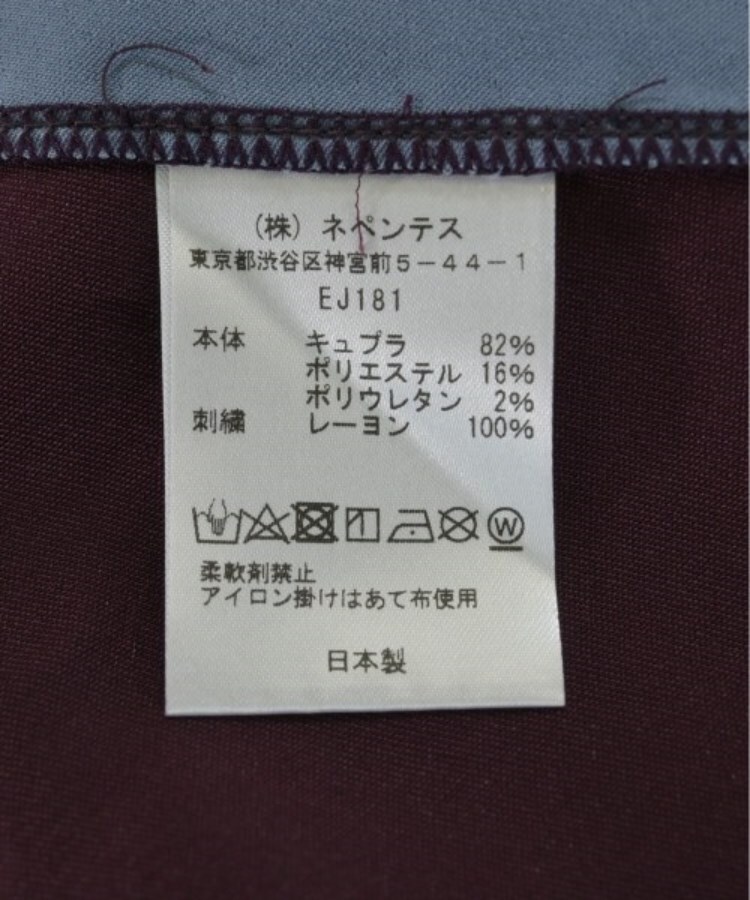 （株）ネペンテス
東京都渋谷区神宮前５－４４－１
EJ181
本体 キュプラ 82%
ポリエステル 16%
ポリウレタン 2%
刺繍 レーヨン 100%
W
柔軟剤禁止
アイロン掛けはあて布使用
日本製